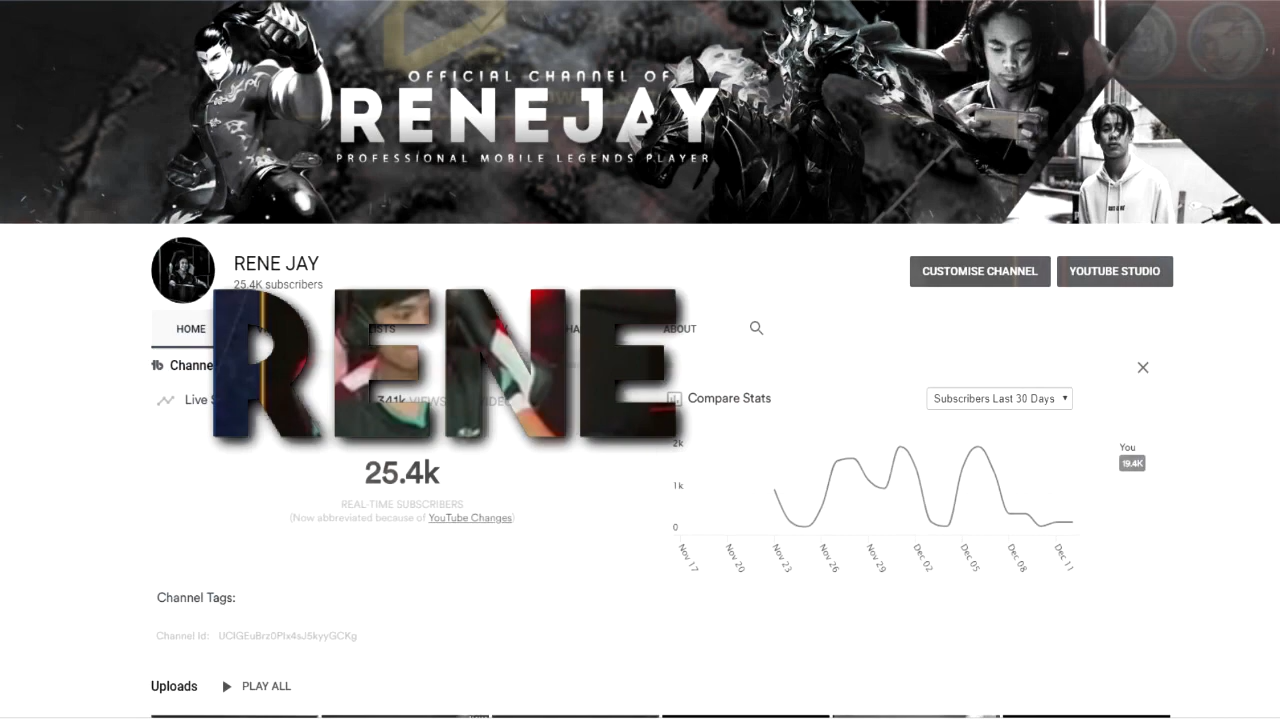 OFFICIAL CHANNEL OF
RENEJAY
PROFESSIONAL MOBILE LEGENDS PLAYER
RENE JAY
25.4K subscribers
CUSTOMISE CHANNEL
YOUTUBE STUDIO
RENE
HOME
ABOUT
Live
341k VIEWS
Compare Stats
Subscribers Last 30 Days
2k
1k
0
You
19.4K
25.4k
REAL-TIME SUBSCRIBERS
(Now abbreviated because of YouTube Changes)
Nov 17
Nov 20
Nov 23
Nov 26
Nov 29
Dec 02
Dec 05
Dec 08
Dec 11
Channel Tags:
Channel Id:
Uploads
PLAY ALL